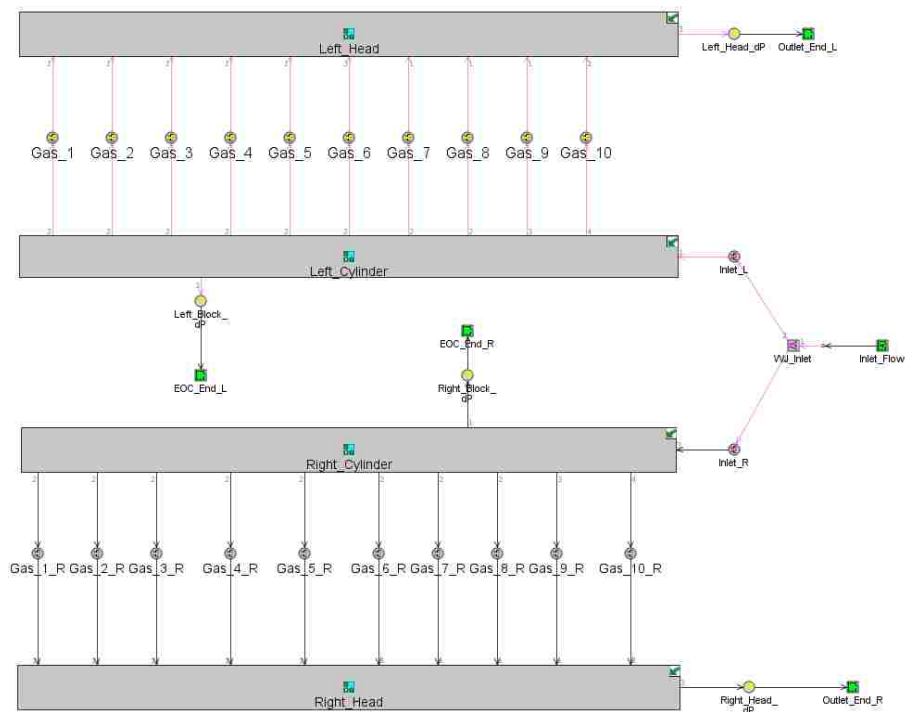 Left_Head
Left_Head_dP
Outlet_End_L
Gas_1
Gas_2
Gas_3
Gas_4
Gas_5
Gas_6
Gas_7
Gas_8
Gas_9
Gas_10
Left_Cylinder
Inlet_L
Left_Block_
dP
EOC_End_R
EOC_End_L
Right_Block_
dP
Inlet_Flow
Right_Cylinder
Inlet_R
Gas_1_R
Gas_2_R
Gas_3_R
Gas_4_R
Gas_5_R
Gas_6_R
Gas_7_R
Gas_8_R
Gas_9_R
Gas_10_R
Right_Head
Right_Head_
dP
Outlet_End_R